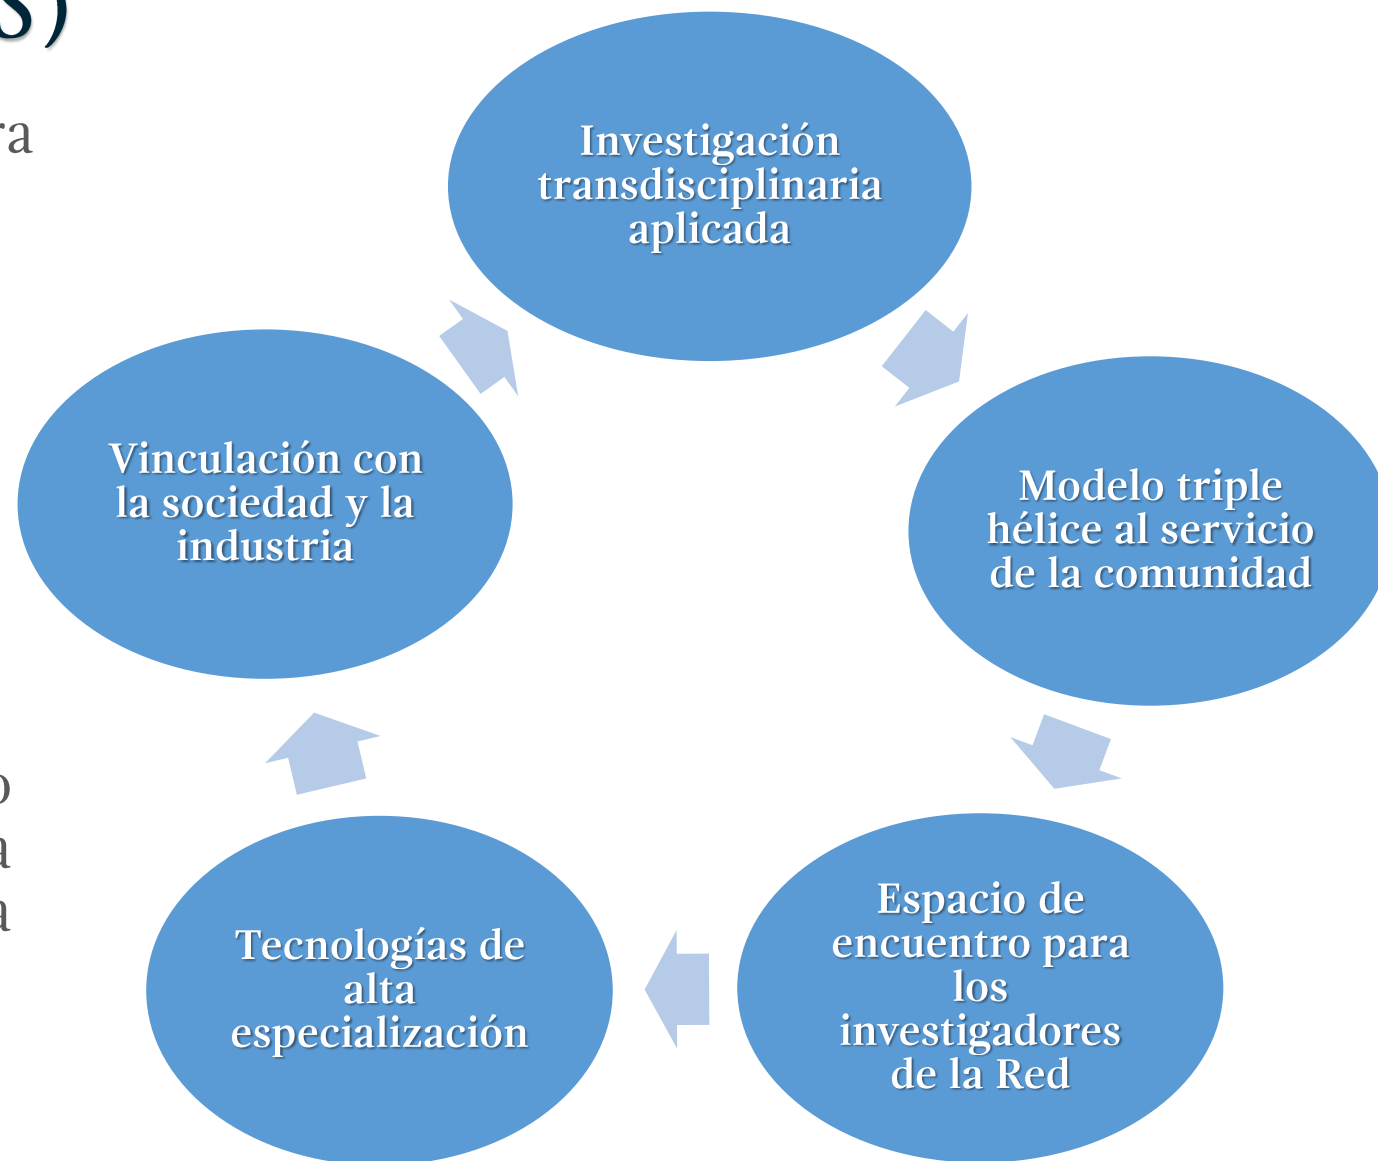 Investigación
transdisciplinaria
aplicada
Modelo triple
hélice al servicio
de la comunidad
Espacio de
encuentro para
los
investigadores
de la Red
Tecnologías de
alta
especialización
Vinculación con
la sociedad y la
industria